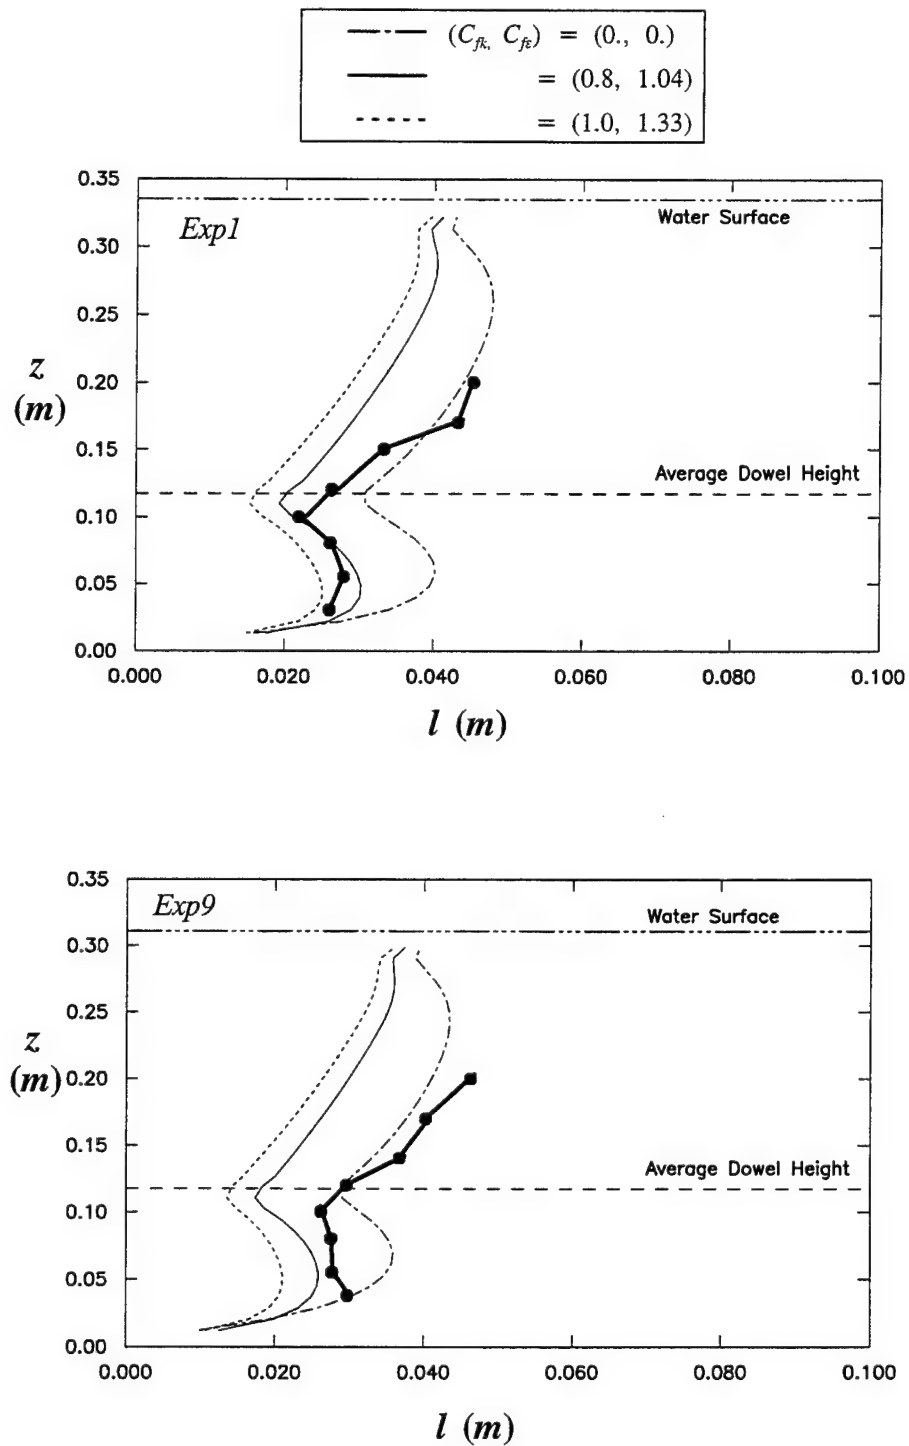 (C_fk, C_fε) = (0., 0.)
= (0.8, 1.04)
= (1.0, 1.33)
0.35
Water Surface
Exp1
0.30
0.25
z
(m)
0.20
0.15
Average Dowel Height
0.10
0.05
0.00
0.000 0.020 0.040 0.060 0.080 0.100
l (m)
0.35
Exp9
Water Surface
0.30
0.25
z
(m)
0.20
0.15
Average Dowel Height
0.10
0.05
0.00
0.000 0.020 0.040 0.060 0.080 0.100
l (m)